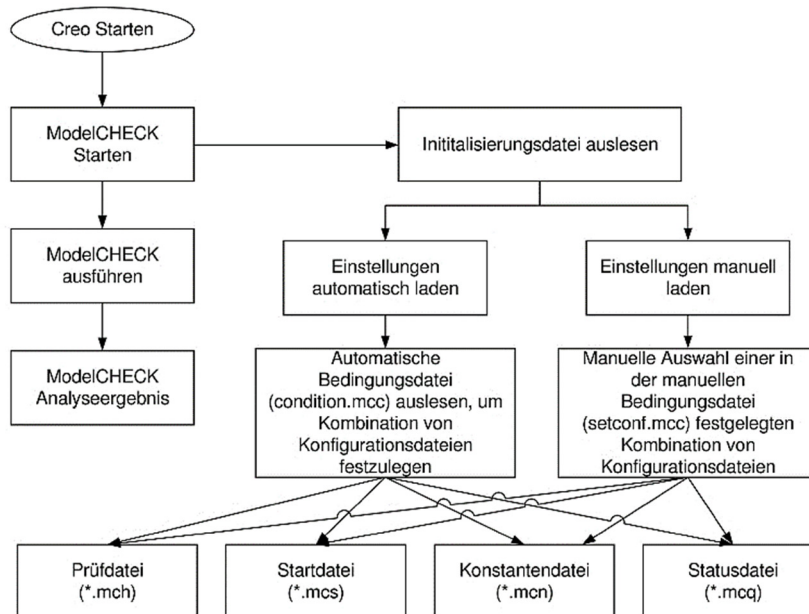 Creo Starten
ModelCHECK
Starten
Inititalisierungsdatei auslesen
ModelCHECK
ausführen
Einstellungen
automatisch laden
Einstellungen manuell
laden
ModelCHECK
Analyseergebnis
Automatische
Bedingungsdatei
(condition.mcc) auslesen, um
Kombination von
Konfigurationsdateien
festzulegen
Manuelle Auswahl einer in
der manuellen
Bedingungsdatei
(setconf.mcc) festgelegten
Kombination von
Konfigurationsdateien
Prüfdatei
(*.mch)
Startdatei
(*.mcs)
Konstantendatei
(*.mcn)
Statusdatei
(*.mcq)